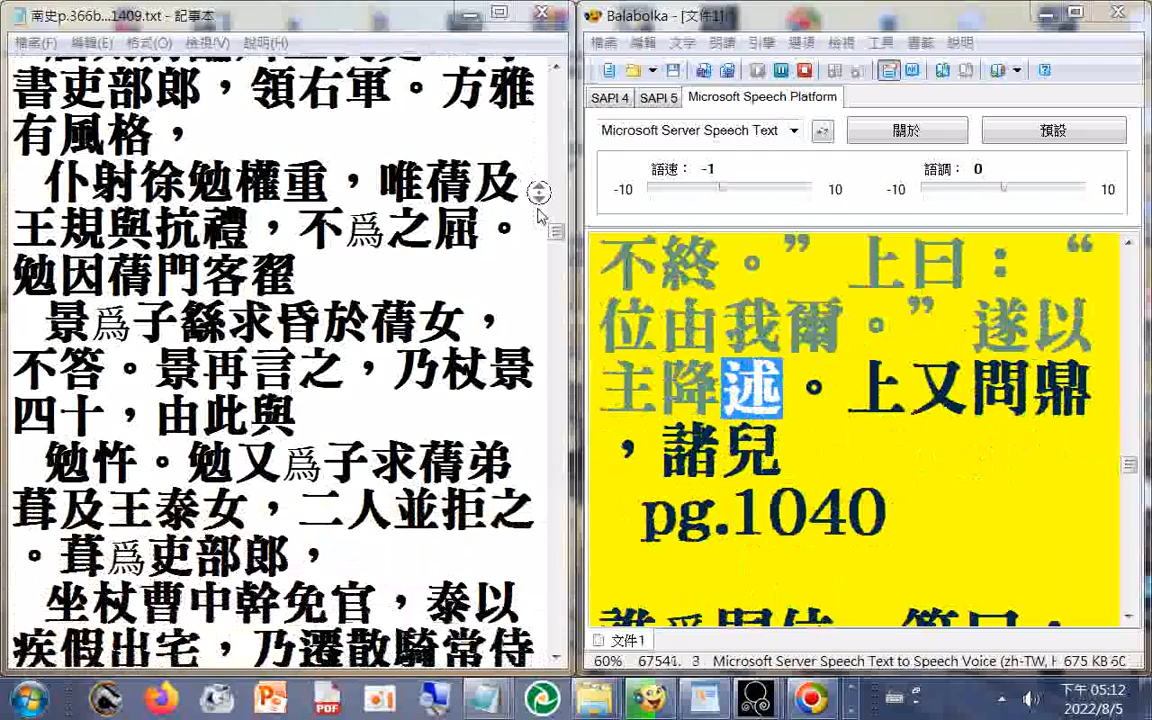 南史p.366b...1409.txt - 記事本
檔案(F) 編輯(E) 格式(O) 檢視(V) 說明(H)
書吏部郎，領右軍。方雅
有風格，
仆射徐勉權重，唯蒨及
王規與抗禮，不爲之屈。
勉因蒨門客翟
景爲子繇求昏於蒨女，
不答。景再言之，乃杖景
四十，由此與
勉忤。勉又爲子求蒨弟
葺及王泰女，二人並拒之
。葺爲吏部郎，
坐杖曹中幹免官，泰以
疾假出宅，乃遷散騎常侍
Balabolka - [文件1]
檔案 編輯 文字 朗讀 引擎 選項 檢視 工具 書籤 說明
SAPI 4 SAPI 5 Microsoft Speech Platform
Microsoft Server Speech Text 關於 預設
語速： -1 語調： 0
-10 10 -10 10
不終。” 上曰： “
位由我爾。” 遂以
主降述。上又問鼎
，諸兒
pg.1040
誰爲嗣位，答曰：
文件1
60% 67541. 3 Microsoft Server Speech Text to Speech Voice (zh-TW, H 675 KB
下午 05:12
2022/8/5